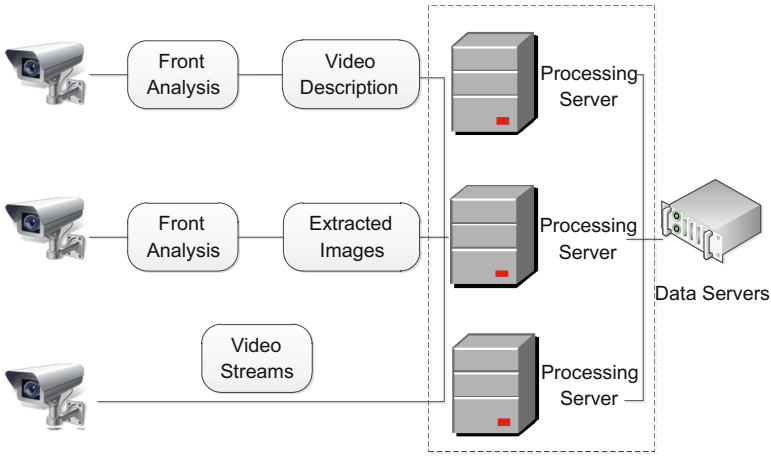 Front
Analysis
Video
Description
Processing
Server
Front
Analysis
Extracted
Images
Processing
Server
Data Servers
Video
Streams
Processing
Server